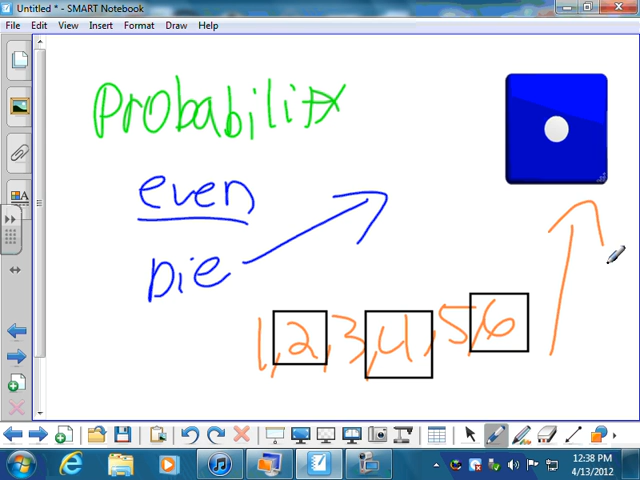 Untitled * - SMART Notebook
File Edit View Insert Format Draw Help
Probability
even
Die
1,2,3,4,5,6
12:38 PM
4/13/2012